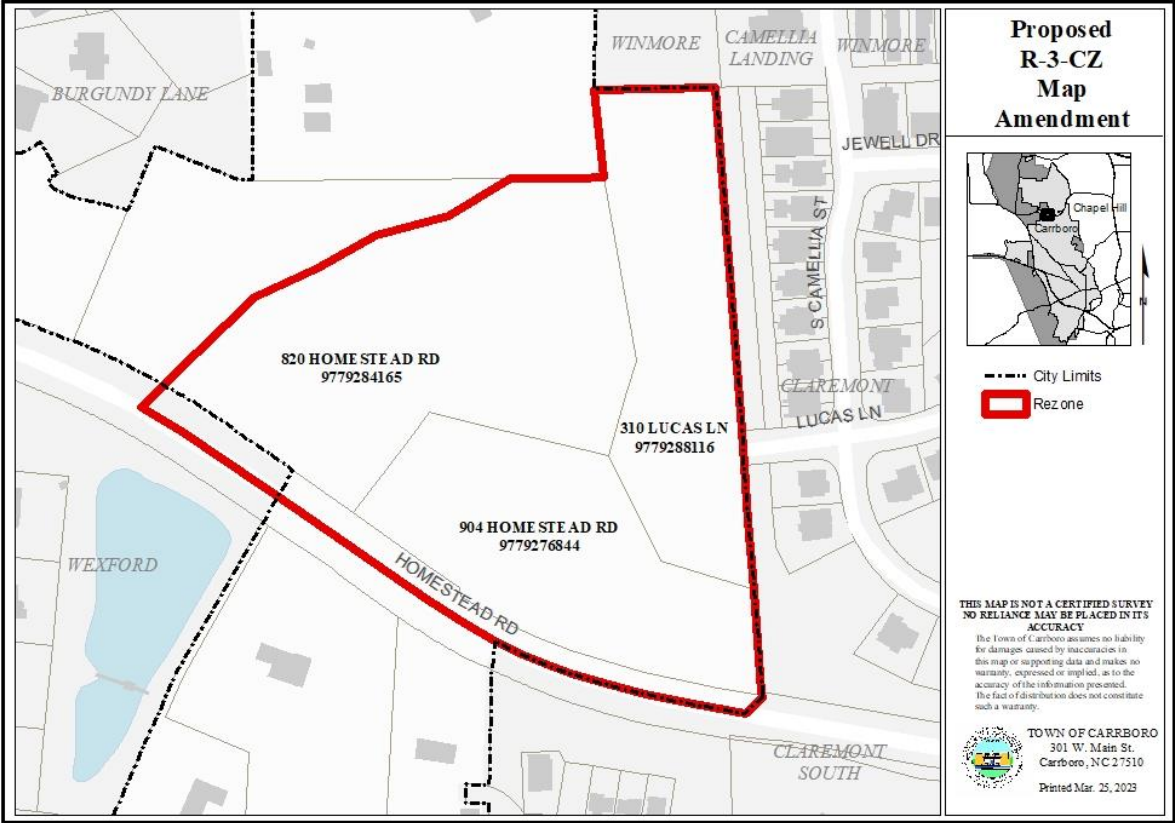 WINMORE
CAMELLIA
LANDING
WINMORE
BURGUNDY LANE
JEWELL DR
S CAMELLIA ST
820 HOMESTEAD RD
9779284165
CLAREMONT
LUCAS LN
310 LUCAS LN
9779288116
904 HOMESTEAD RD
9779276844
WEXFORD
HOMESTEAD RD
CLAREMONT
SOUTH
Proposed
R-3-CZ
Map
Amendment
Chapel Hill
Carrboro
N
City Limits
Rezone
THIS MAP IS NOT A CERTIFIED SURVEY
NO RELIANCE MAY BE PLACED IN ITS
ACCURACY
The Town of Carrboro assumes no liability
for damages caused by inaccuracies in
this map or supporting data and makes no
warranty, expressed or implied, as to the
accuracy of the information presented.
The fact of distribution does not constitute
such a warranty.
TOWN OF CARRBORO
301 W. Main St.
Carrboro, NC 27510
Printed Mar. 25, 2023